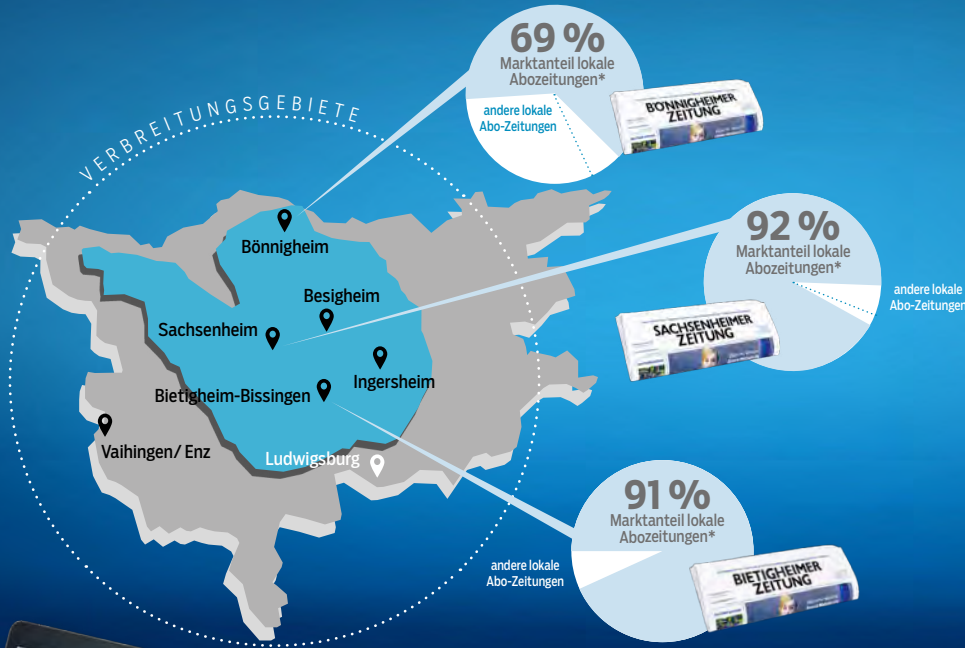 69 %
Marktanteil lokale
Abozeitungen*
andere lokale
Abo-Zeitungen
BÖNNIGHEIMER
ZEITUNG
VERBREITUNGSGEBIETE
92 %
Marktanteil lokale
Abozeitungen*
andere lokale
Abo-Zeitungen
SACHSENHEIMER
ZEITUNG
Bönnigheim
Besigheim
Sachsenheim
Ingersheim
Bietigheim-Bissingen
Vaihingen/ Enz
Ludwigsburg
91 %
Marktanteil lokale
Abozeitungen*
andere lokale
Abo-Zeitungen
BIETIGHEIMER
ZEITUNG